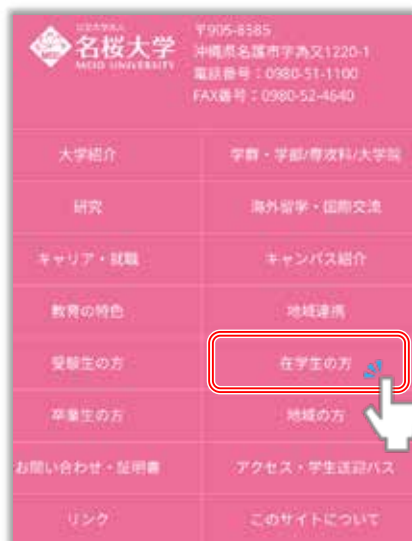 公立大学法人
名桜大学
MEIO UNIVERSITY
〒905-8585
沖縄県名護市字為又1220-1
電話番号：0980-51-1100
FAX番号：0980-52-4640
大学紹介
学群・学部/専攻科/大学院
研究
海外留学・国際交流
キャリア・就職
キャンパス紹介
教育の特色
地域連携
受験生の方
在学生の方
卒業生の方
地域の方
お問い合わせ・証明書
アクセス・学生送迎バス
リンク
このサイトについて